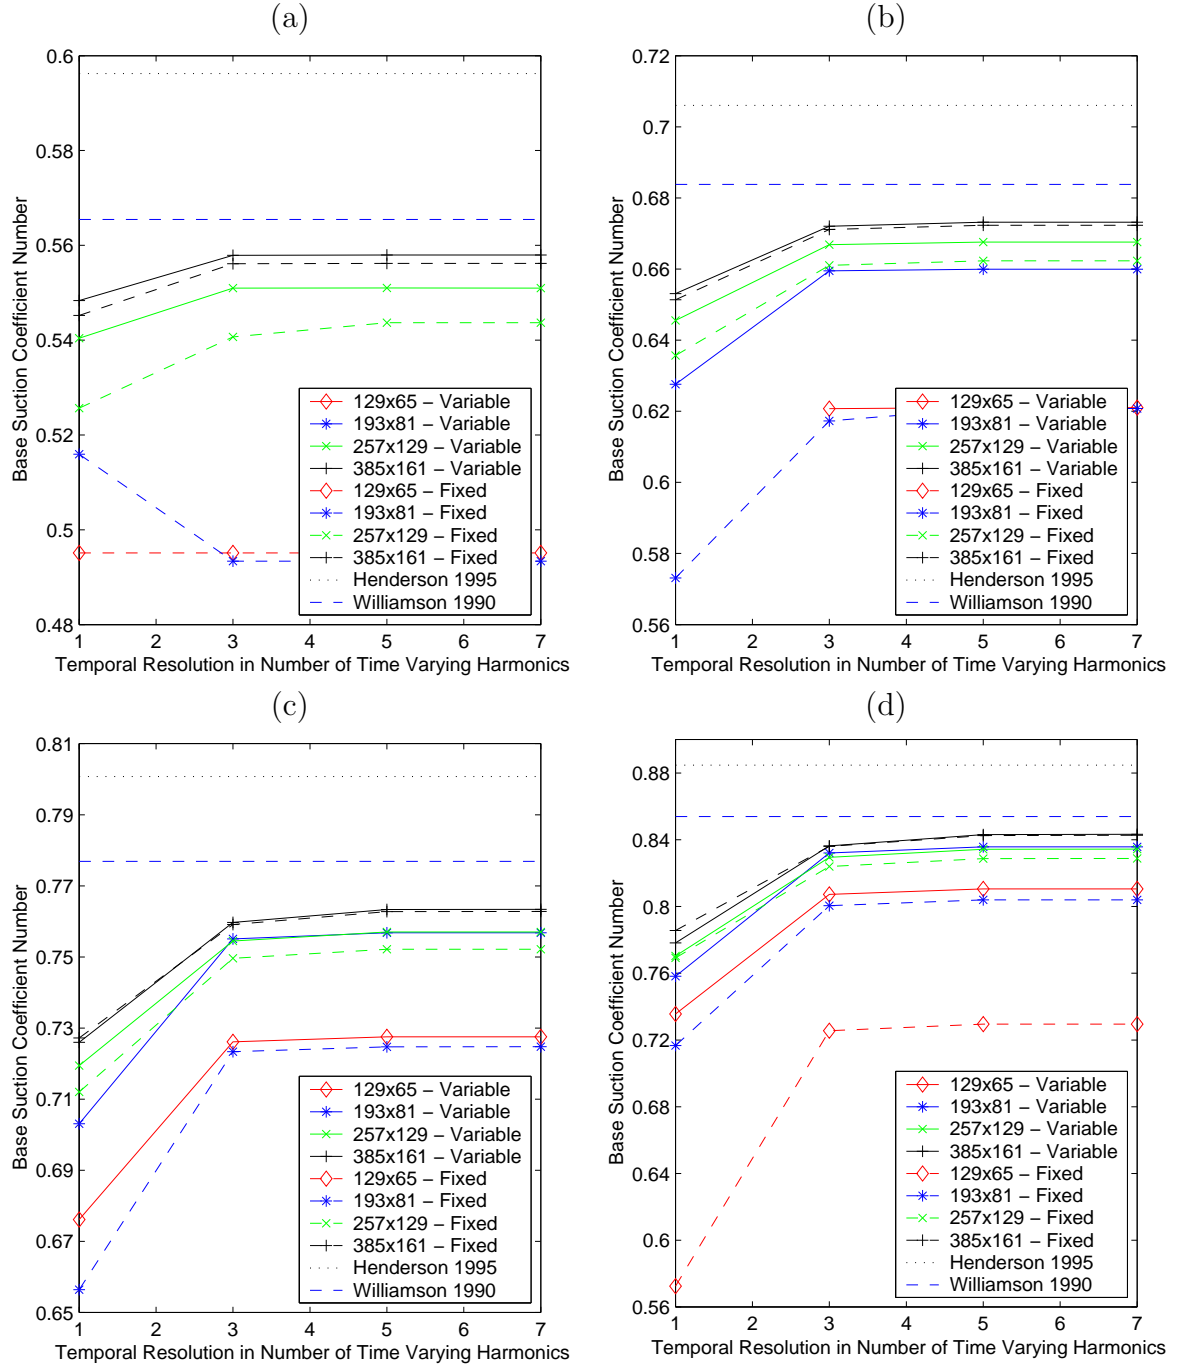 (a)
0.6
0.58
0.56
0.54
0.52
0.5
0.48
1 2 3 4 5 6 7
Base Suction Coefficient Number
Temporal Resolution in Number of Time Varying Harmonics
129x65 – Variable
193x81 – Variable
257x129 – Variable
385x161 – Variable
129x65 – Fixed
193x81 – Fixed
257x129 – Fixed
385x161 – Fixed
Henderson 1995
Williamson 1990
(b)
0.72
0.7
0.68
0.66
0.64
0.62
0.6
0.58
0.56
1 2 3 4 5 6 7
Base Suction Coefficient Number
Temporal Resolution in Number of Time Varying Harmonics
129x65 – Variable
193x81 – Variable
257x129 – Variable
385x161 – Variable
129x65 – Fixed
193x81 – Fixed
257x129 – Fixed
385x161 – Fixed
Henderson 1995
Williamson 1990
(c)
0.81
0.79
0.77
0.75
0.73
0.71
0.69
0.67
0.65
1 2 3 4 5 6 7
Base Suction Coefficient Number
Temporal Resolution in Number of Time Varying Harmonics
129x65 – Variable
193x81 – Variable
257x129 – Variable
385x161 – Variable
129x65 – Fixed
193x81 – Fixed
257x129 – Fixed
385x161 – Fixed
Henderson 1995
Williamson 1990
(d)
0.88
0.84
0.8
0.76
0.72
0.68
0.64
0.6
0.56
1 2 3 4 5 6 7
Base Suction Coefficient Number
Temporal Resolution in Number of Time Varying Harmonics
129x65 – Variable
193x81 – Variable
257x129 – Variable
385x161 – Variable
129x65 – Fixed
193x81 – Fixed
257x129 – Fixed
385x161 – Fixed
Henderson 1995
Williamson 1990